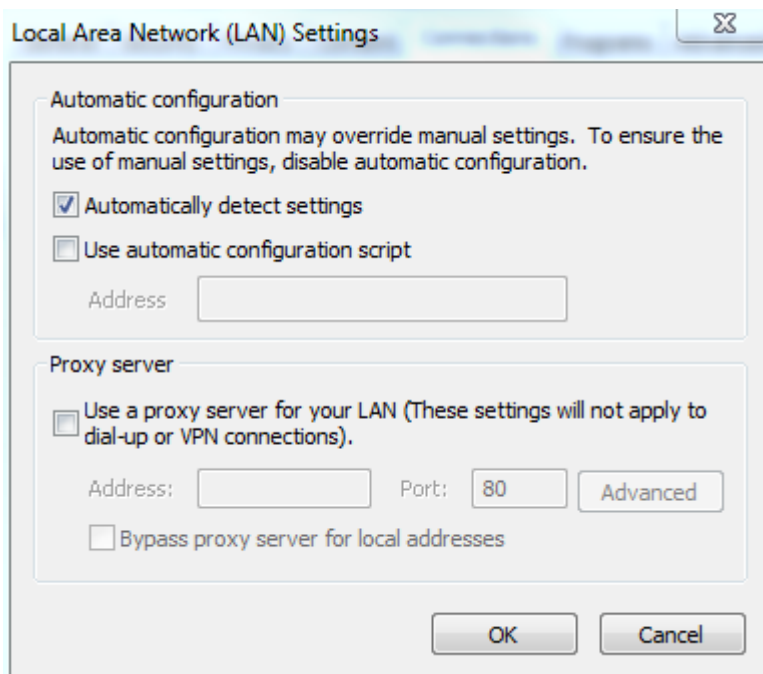 Local Area Network (LAN) Settings
Connections
Programs
Automatic configuration
Automatic configuration may override manual settings.  To ensure the
use of manual settings, disable automatic configuration.
Automatically detect settings
Use automatic configuration script
Address
Proxy server
Use a proxy server for your LAN (These settings will not apply to
dial-up or VPN connections).
Address:
Port: 80 Advanced
Bypass proxy server for local addresses
OK Cancel